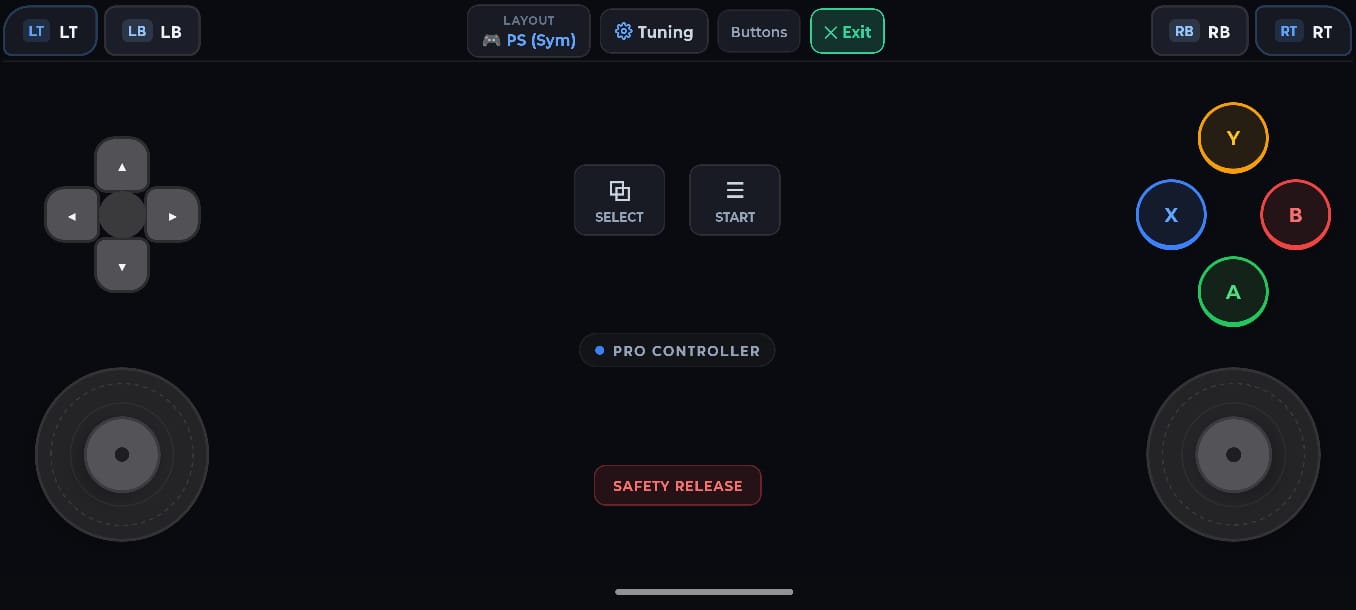 LT LT
LB LB
LAYOUT
🎮 PS (Sym)
Tuning
Buttons
Exit
RB RB
RT RT
SELECT
START
Y
X
B
A
PRO CONTROLLER
SAFETY RELEASE